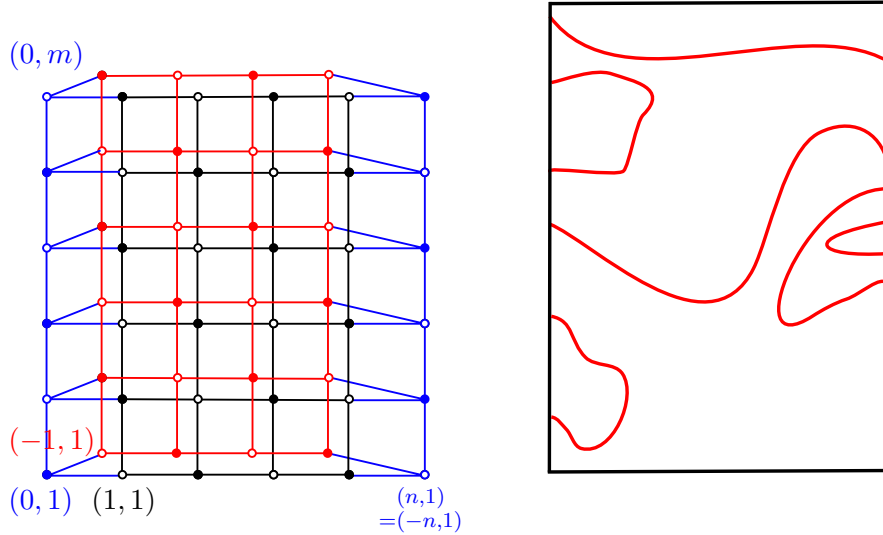 (0, m)
(−1, 1)
(0, 1) (1, 1)
(n,1)
=(−n,1)